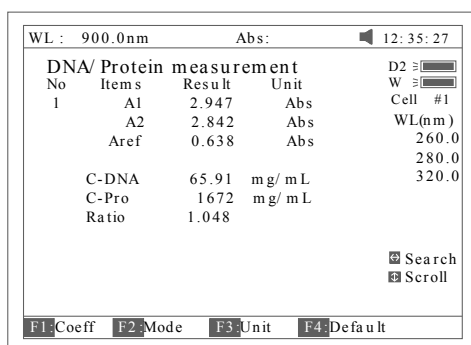 WL: 900.0nm Abs: 12:35:27
DNA/Protein measurement D2
No Items Result Unit W
1 A1 2.947 Abs Cell #1
A2 2.842 Abs WL(nm)
Aref 0.638 Abs 260.0
280.0
C-DNA 65.91 mg/mL 320.0
C-Pro 1672 mg/mL
Ratio 1.048
Search
Scroll
F1:Coeff F2:Mode F3:Unit F4:Default